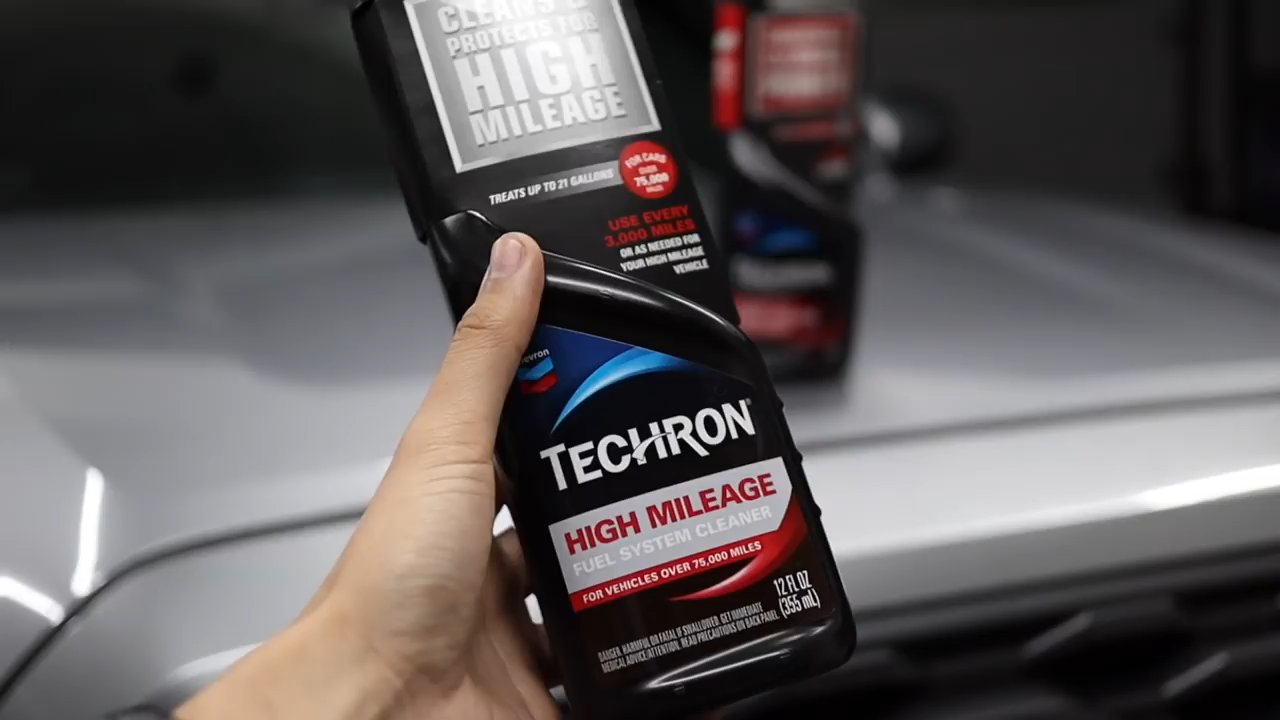 CLEANS &
PROTECTS FOR
HIGH
MILEAGE
TREATS UP TO 21 GALLONS
FOR CARS
OVER
75,000
MILES
USE EVERY
3,000 MILES
OR AS NEEDED FOR
YOUR HIGH MILEAGE
VEHICLE
TECHRON®
HIGH MILEAGE
FUEL SYSTEM CLEANER
FOR VEHICLES OVER 75,000 MILES
12 FL OZ
(355 mL)
DANGER. HARMFUL OR FATAL IF SWALLOWED. GET IMMEDIATE
MEDICAL ADVICE/ATTENTION. READ PRECAUTIONS ON BACK PANEL